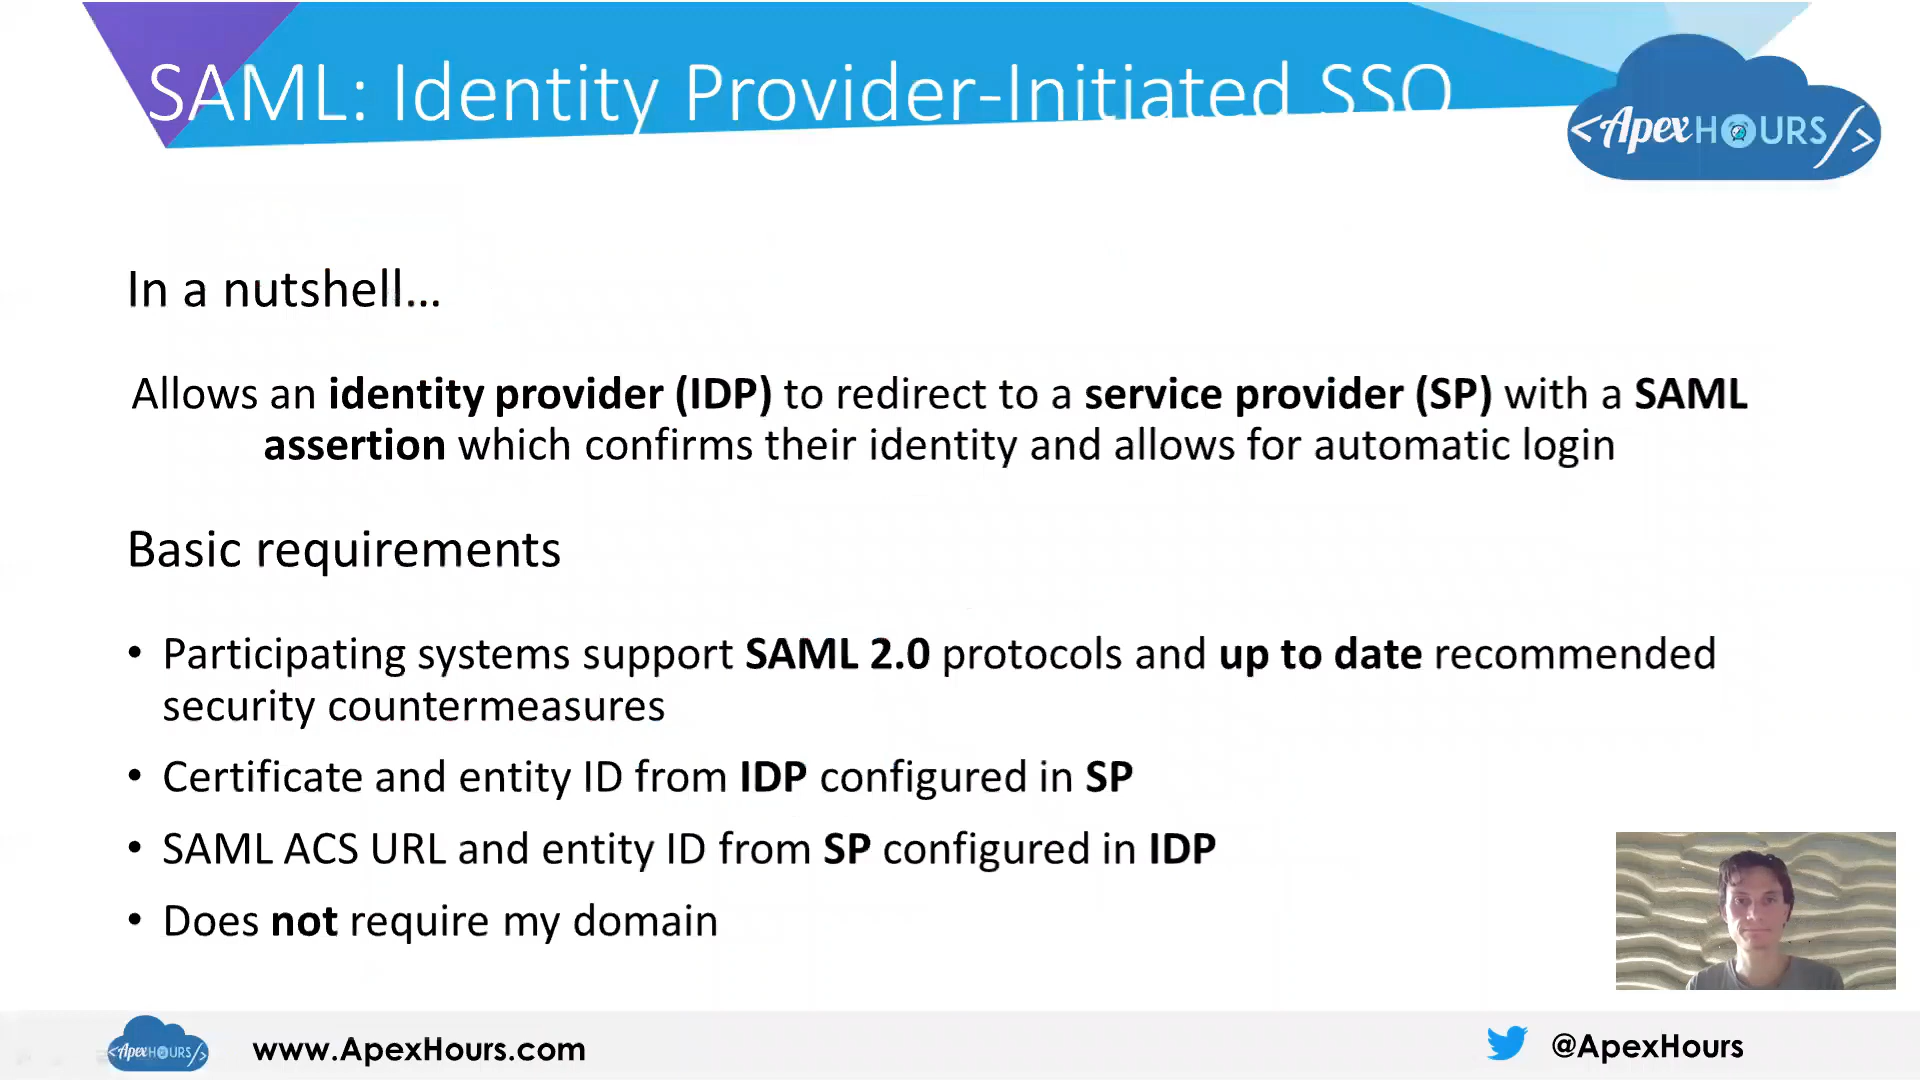 SAML: Identity Provider-Initiated SSO
<ApexHOURS/>
In a nutshell...
Allows an identity provider (IDP) to redirect to a service provider (SP) with a SAML
assertion which confirms their identity and allows for automatic login
Basic requirements
• Participating systems support SAML 2.0 protocols and up to date recommended
security countermeasures
• Certificate and entity ID from IDP configured in SP
• SAML ACS URL and entity ID from SP configured in IDP
• Does not require my domain
<ApexHOURS/>
www.ApexHours.com
@ApexHours